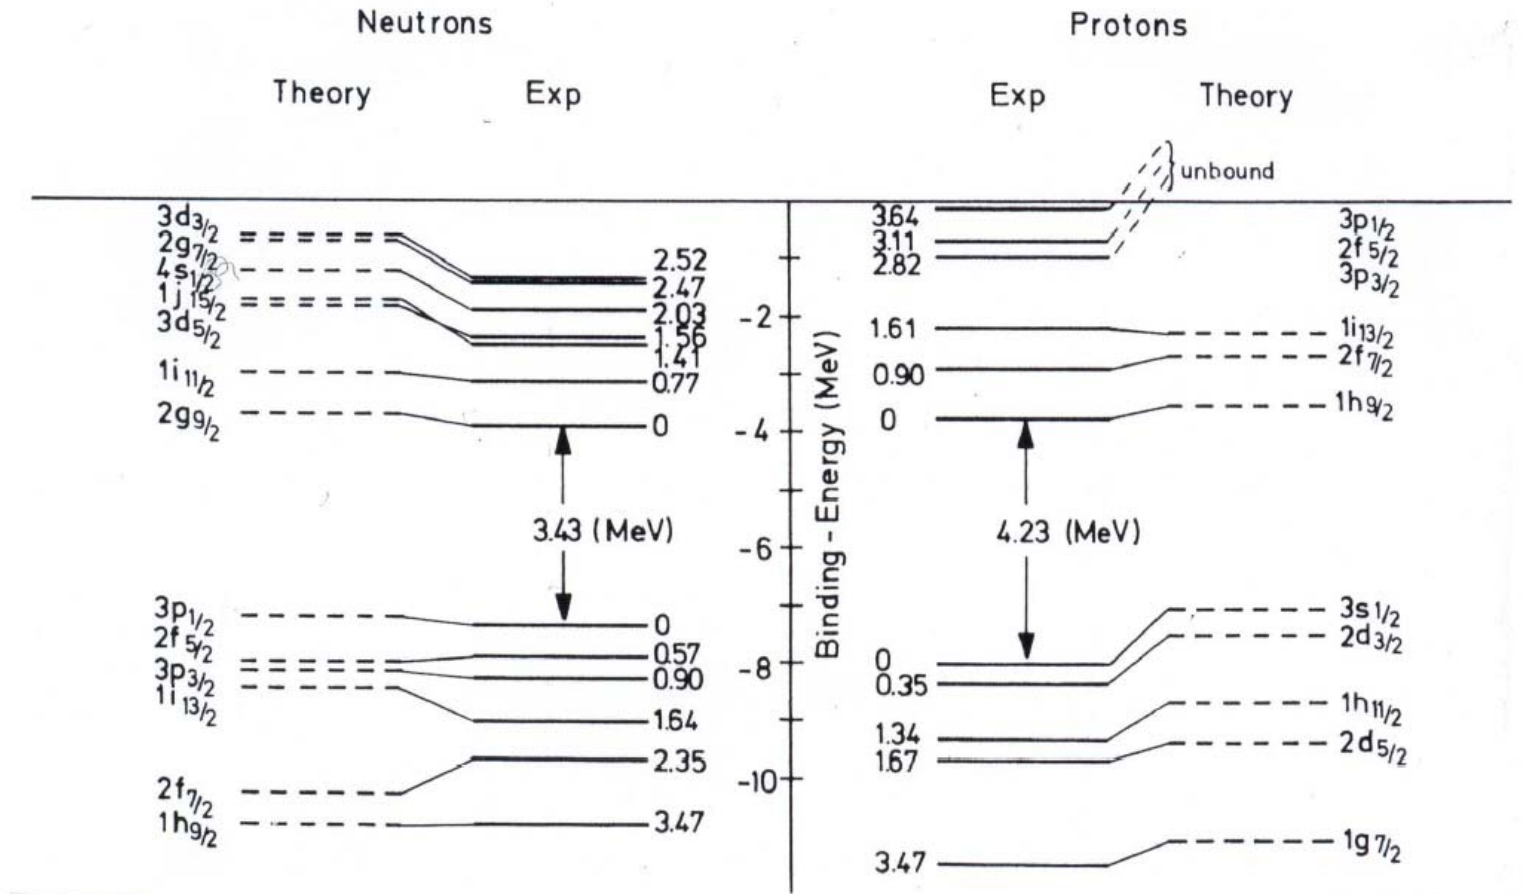 Neutrons
Protons
Theory
Exp
Exp
Theory
unbound
3d3/2
2g7/2
4s1/2
1j15/2
3d5/2
1i11/2
2g9/2
2.52
2.47
2.03
1.56
1.41
0.77
0
3.43 (MeV)
3p1/2
2f5/2
3p3/2
1i13/2
2f7/2
1h9/2
0
0.57
0.90
1.64
2.35
3.47
-2
-4
-6
-8
-10
Binding-Energy (MeV)
3.64
3.11
2.82
1.61
0.90
0
3p1/2
2f5/2
3p3/2
1i13/2
2f7/2
1h9/2
4.23 (MeV)
0
0.35
1.34
1.67
3.47
3s1/2
2d3/2
1h11/2
2d5/2
1g7/2